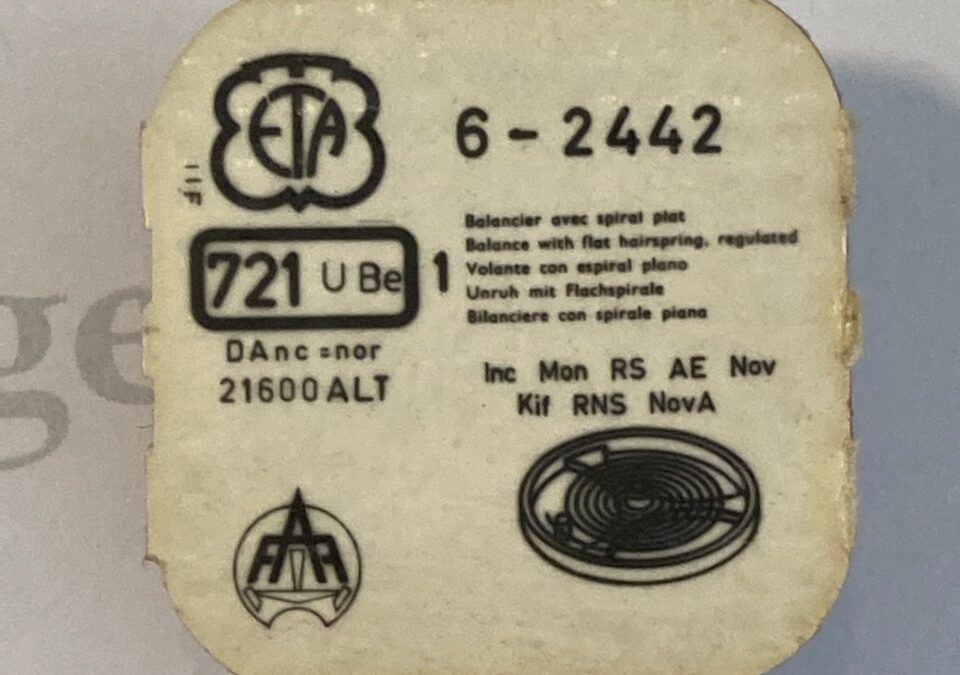 ETA
6 - 2442
721 U Be 1
Balancier avec spiral plat
Balance with flat hairspring, regulated
Volante con espiral plano
Unruh mit Flachspirale
Bilanciere con spirale piana
DAnc =nor
21600 ALT
Inc Mon RS AE Nov
Kif RNS NovA
ge